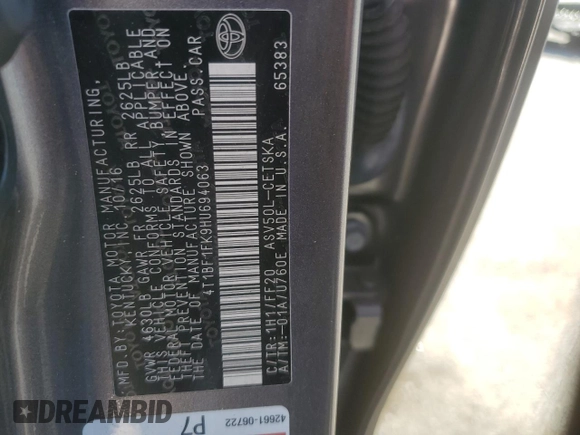 MFD.BY:TOYOTA MOTOR MANUFACTURING,
KENTUCKY, INC. 10/16
GVWR 4630LB GAWR FR 2625LB RR 2625LB
THIS VEHICLE CONFORMS TO ALL APPLICABLE
FEDERAL MOTOR VEHICLE SAFETY, BUMPER, AND
THEFT PREVENTION STANDARDS IN EFFECT ON
THE DATE OF MANUFACTURE SHOWN ABOVE.
4T1BF1FK9HU694063 PASS.CAR
C/TR:1H1/FF20 ASV50L-CETSKA
A/TM:-01A/U760E MADE IN U.S.A. 65383
TOYOTA
42661-06722
P7
AUTOBIDMASTER
DREAMBID